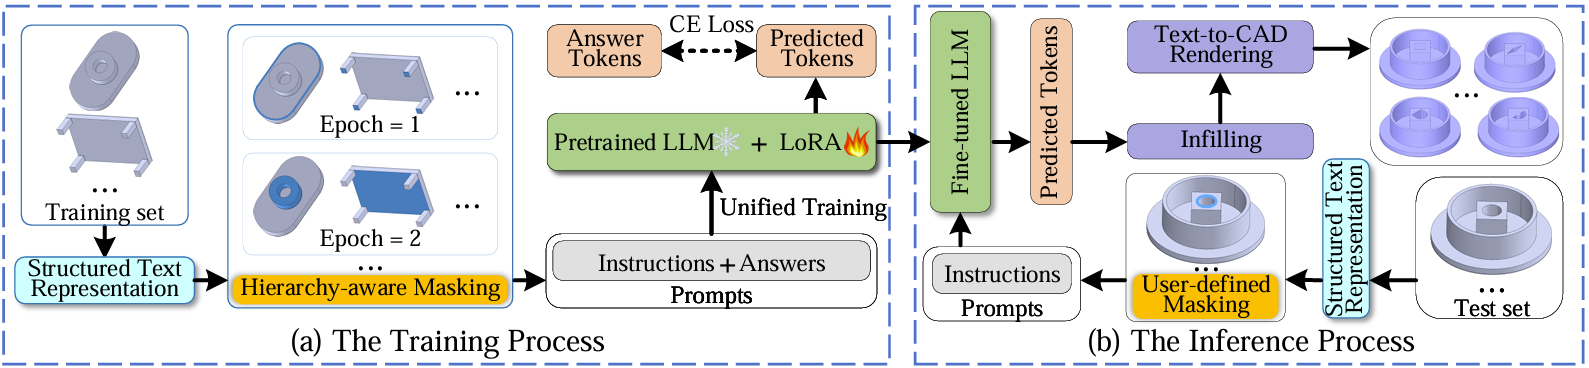 Training set
Structured Text
Representation
Epoch = 1
Epoch = 2
...
Hierarchy-aware Masking
Answer
Tokens
CE Loss
Predicted
Tokens
Pretrained LLM + LoRA
Unified Training
Instructions + Answers
Prompts
(a) The Training Process
Fine-tuned LLM
Predicted Tokens
Text-to-CAD
Rendering
Infilling
Instructions
Prompts
User-defined
Masking
Structured Text
Representation
Test set
(b) The Inference Process